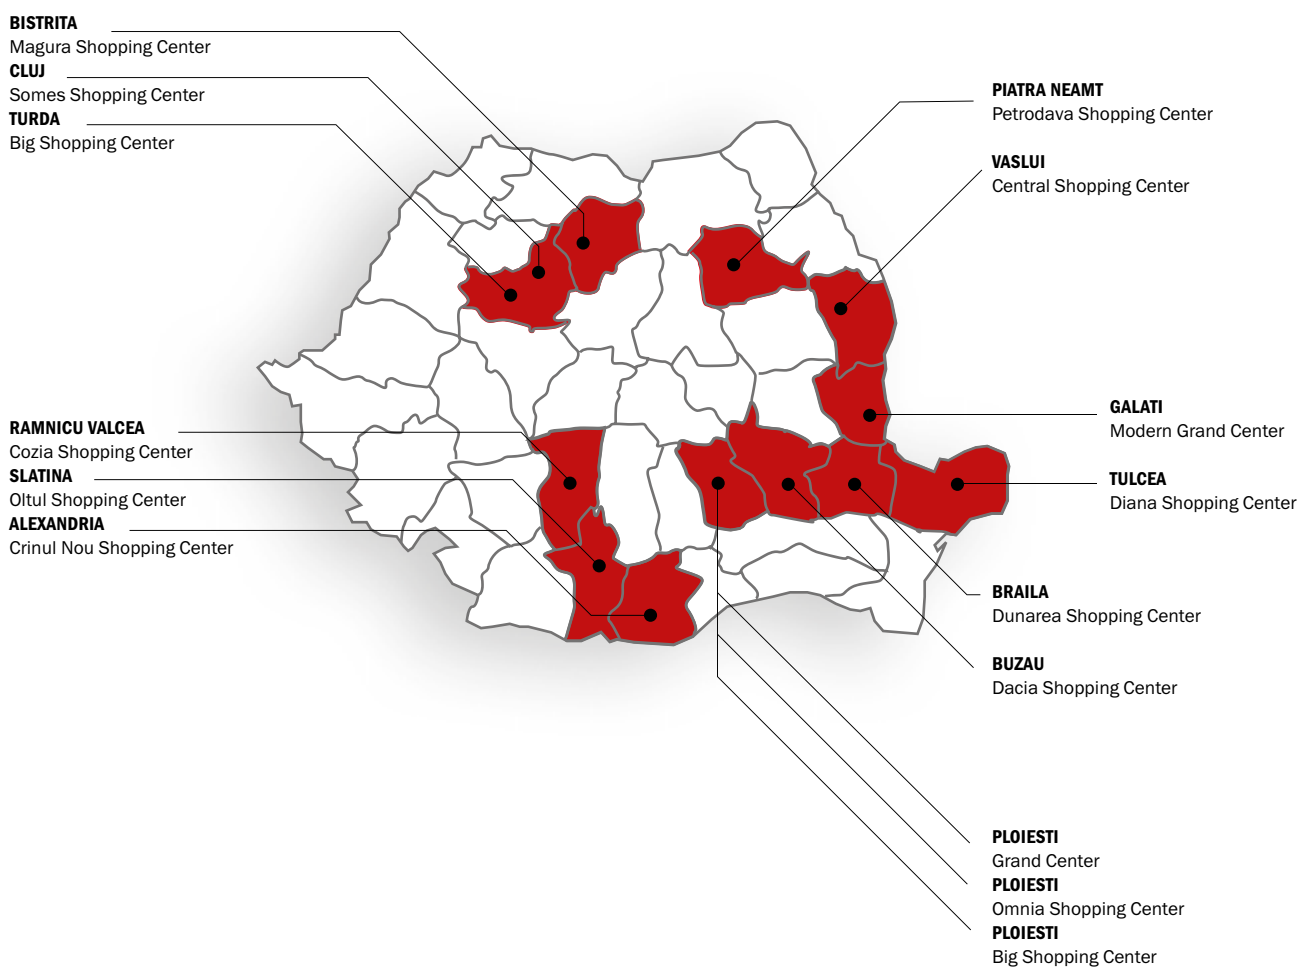 BISTRITA
Magura Shopping Center
CLUJ
Somes Shopping Center
TURDA
Big Shopping Center
PIATRA NEAMT
Petrodava Shopping Center
VASLUI
Central Shopping Center
RAMNICU VALCEA
Cozia Shopping Center
SLATINA
Oltul Shopping Center
ALEXANDRIA
Crinul Nou Shopping Center
GALATI
Modern Grand Center
TULCEA
Diana Shopping Center
BRAILA
Dunarea Shopping Center
BUZAU
Dacia Shopping Center
PLOIESTI
Grand Center
PLOIESTI
Omnia Shopping Center
PLOIESTI
Big Shopping Center